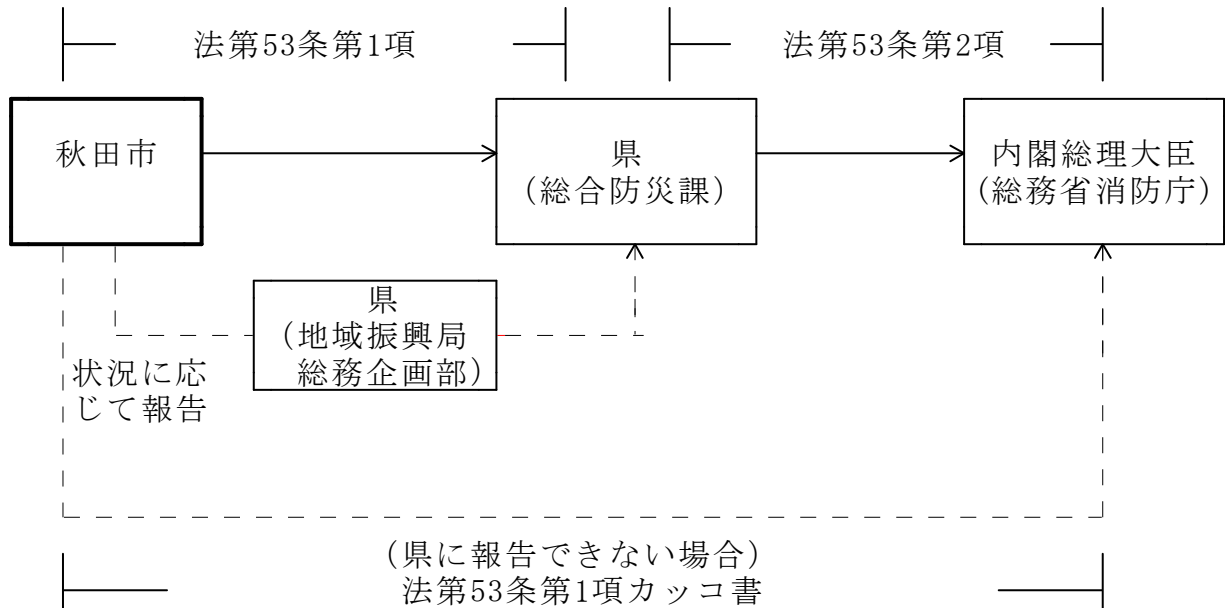 法第53条第1項
法第53条第2項
秋田市
県
(総合防災課)
内閣総理大臣
(総務省消防庁)
県
(地域振興局
総務企画部)
状況に応
じて報告
(県に報告できない場合)
法第53条第1項カッコ書